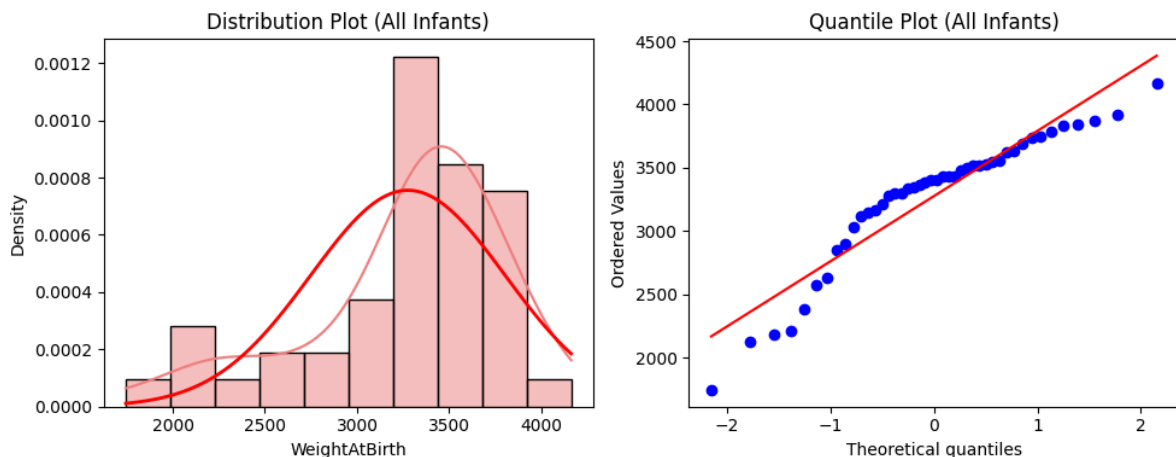 Distribution Plot (All Infants)
0.0012
0.0010
0.0008
0.0006
0.0004
0.0002
0.0000
Density
2000 2500 3000 3500 4000
WeightAtBirth
Quantile Plot (All Infants)
4500
4000
3500
3000
2500
2000
Ordered Values
−2 −1 0 1 2
Theoretical quantiles